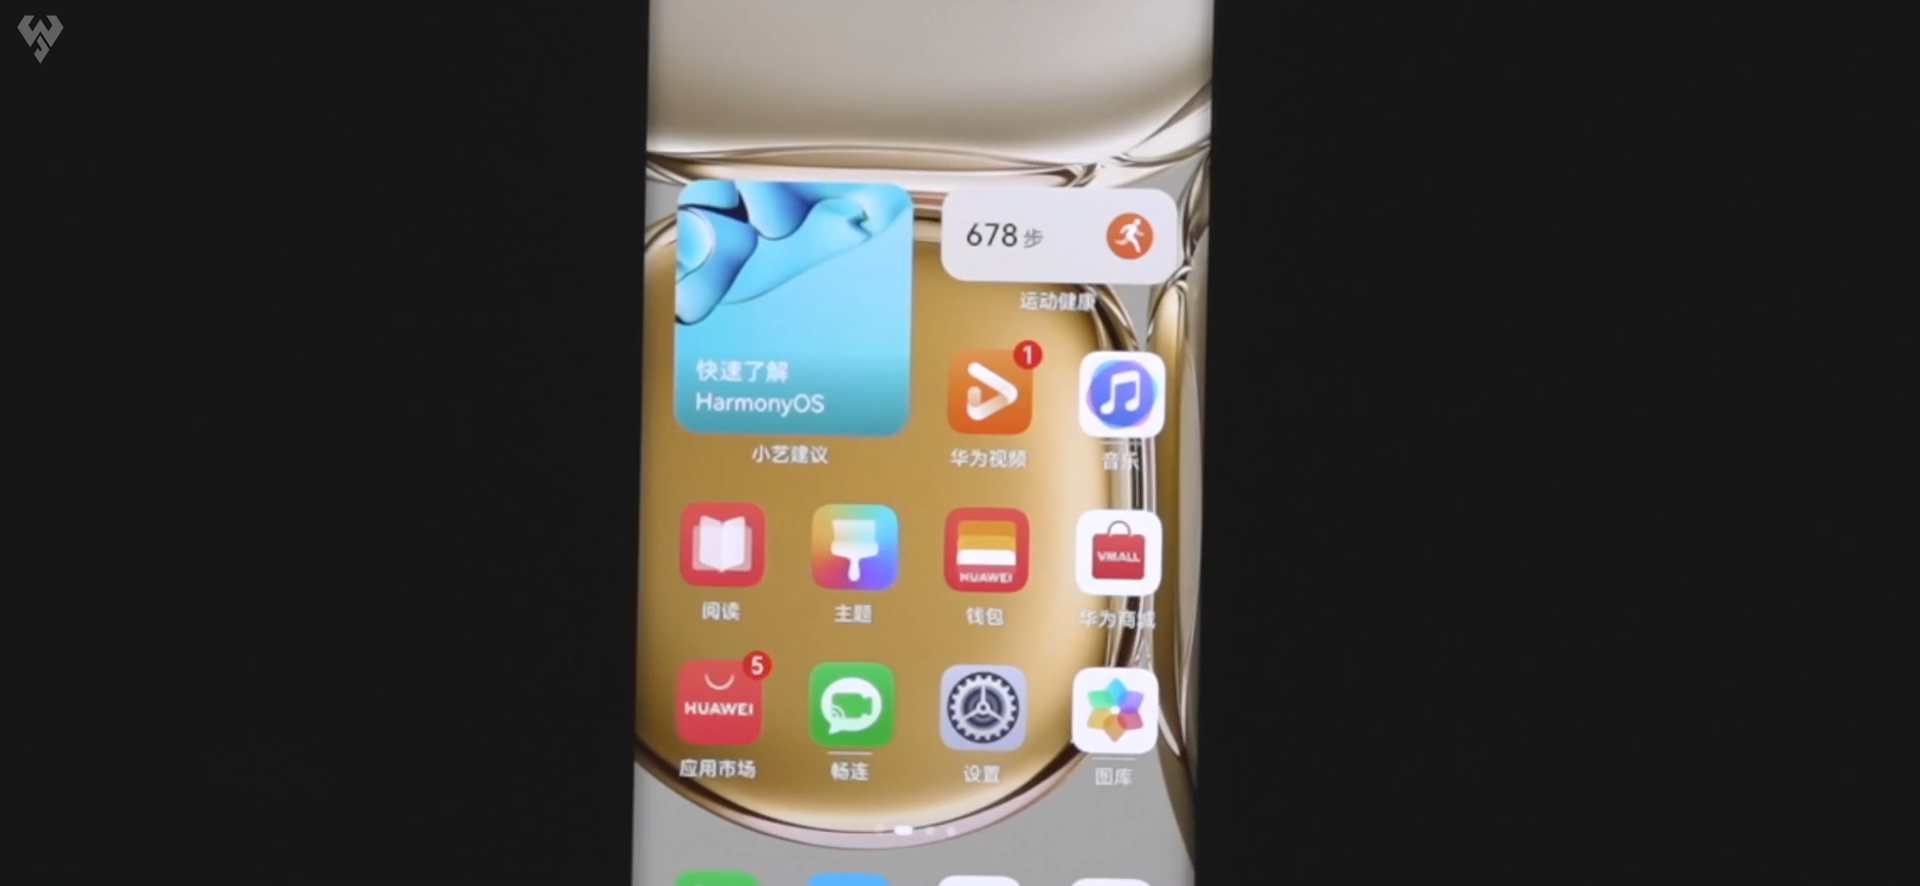 678步
运动健康
快速了解
HarmonyOS
小艺建议
1
华为视频
音乐
阅读
主题
HUAWEI
钱包
VMALL
华为商城
5
HUAWEI
应用市场
畅连
设置
图库